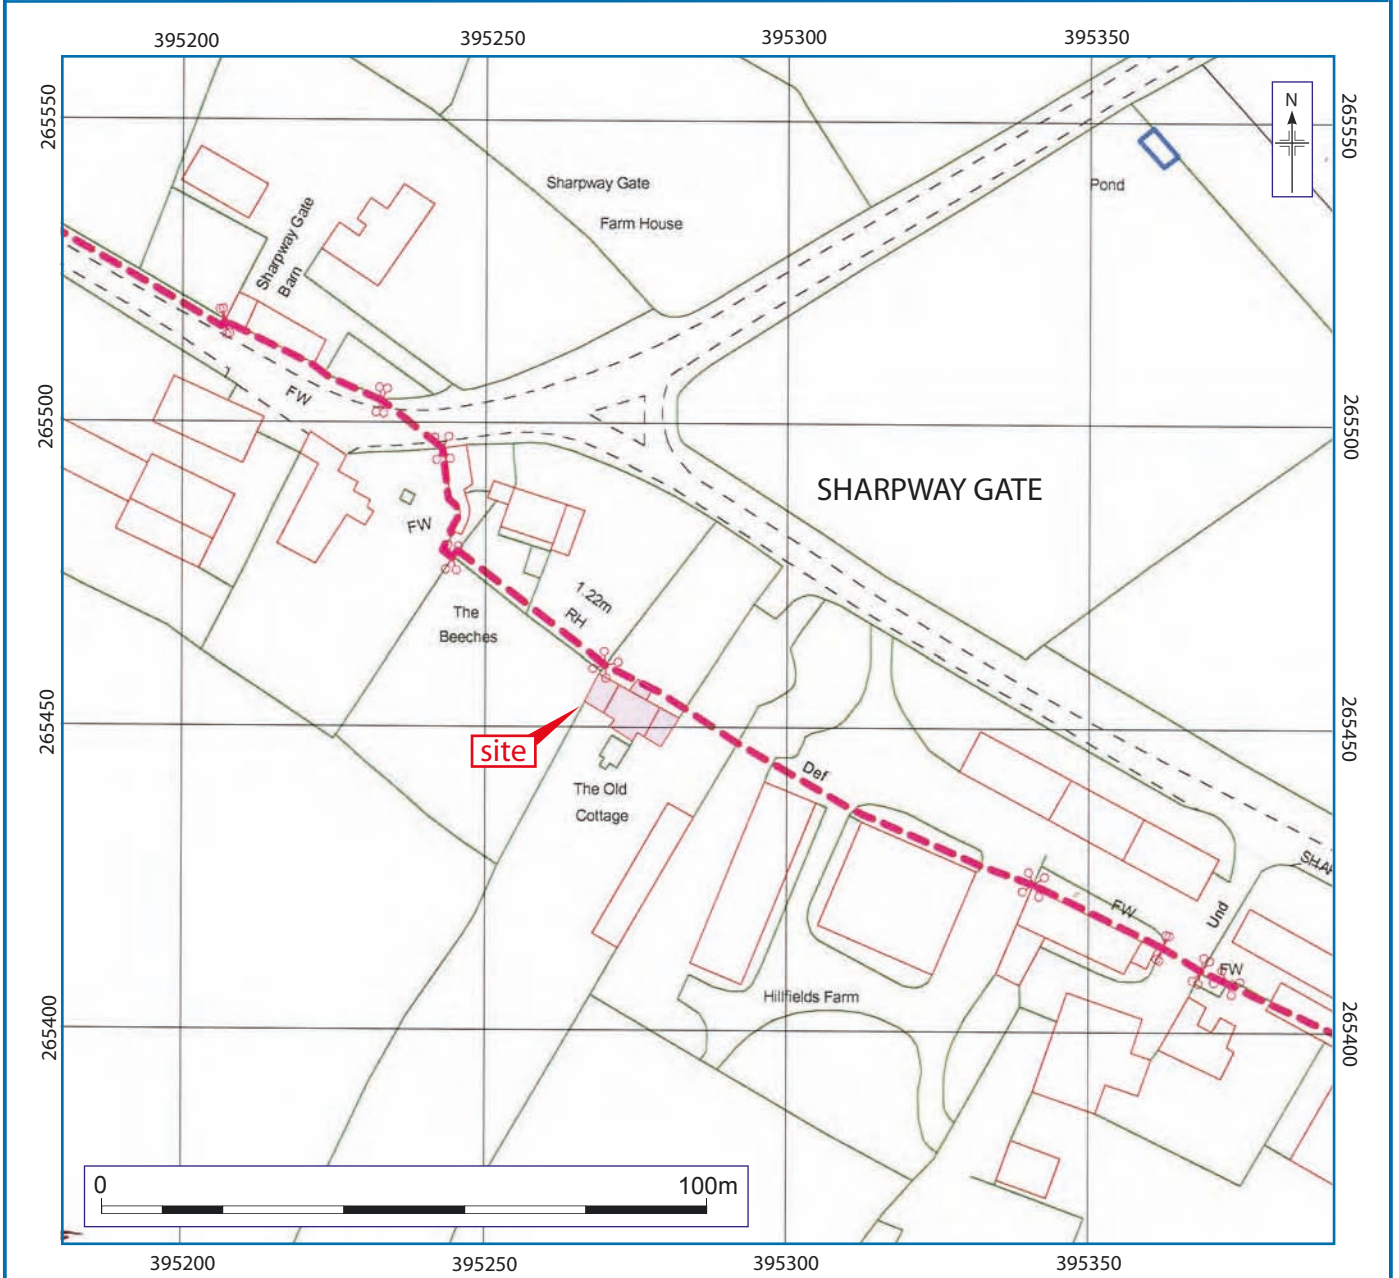 395200 395250 395300 395350
265550
265550
N
Sharpway Gate
Farm House
Pond
Sharpway Gate
Barn
FW
265500
265500
SHARPWAY GATE
FW
1.22m
RH
The
Beeches
265450
265450
site
Def
The Old
Cottage
FW
Und
FW
Hillfields Farm
265400
265400
0 100m
395200 395250 395300 395350